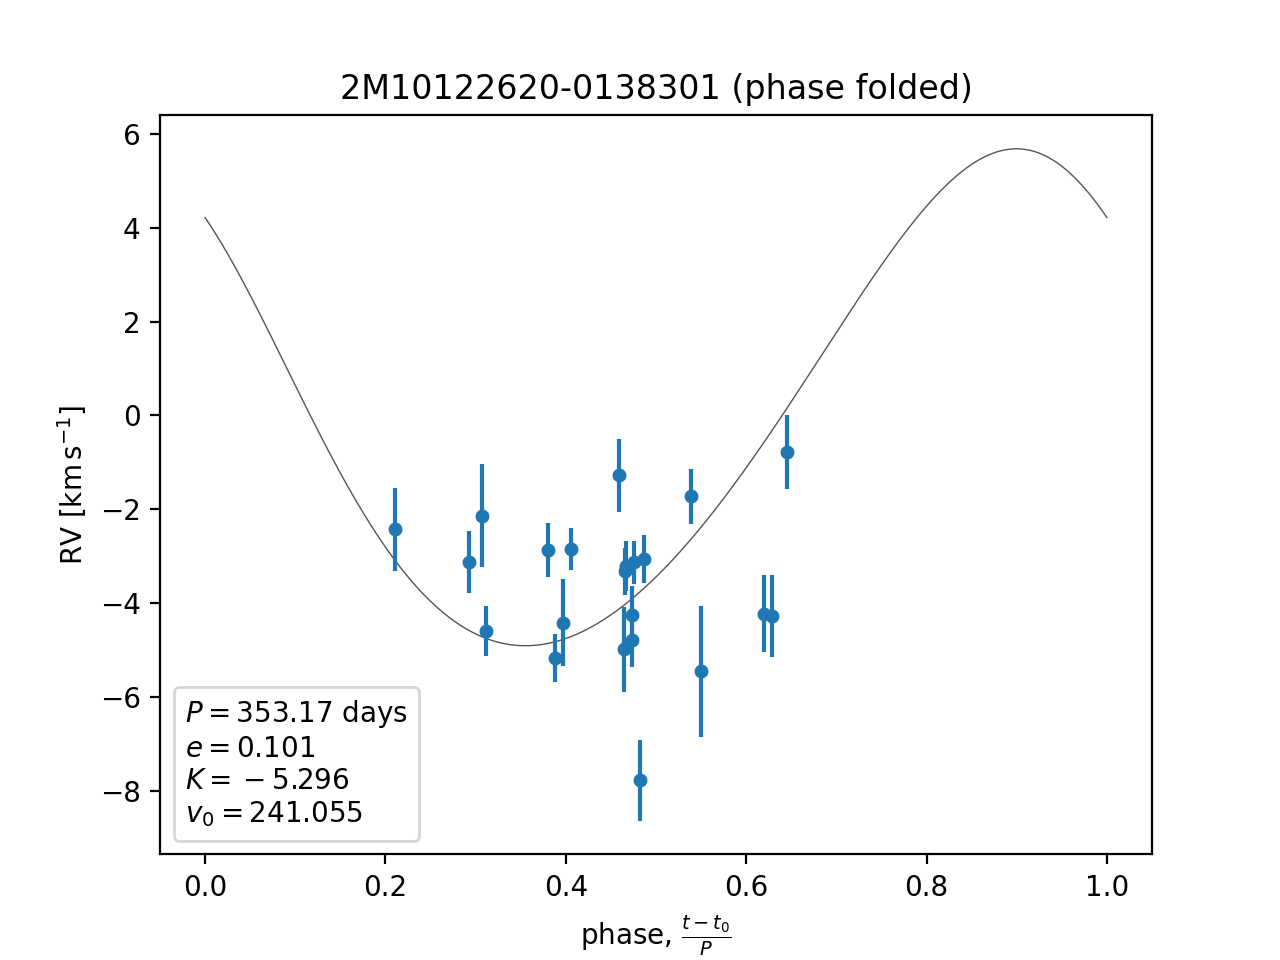 2M10122620-0138301 (phase folded)
RV [km s⁻¹]
6
4
2
0
−2
−4
−6
−8
P = 353.17 days
e = 0.101
K = −5.296
v₀ = 241.055
0.0 0.2 0.4 0.6 0.8 1.0
phase, (t − t₀)/P